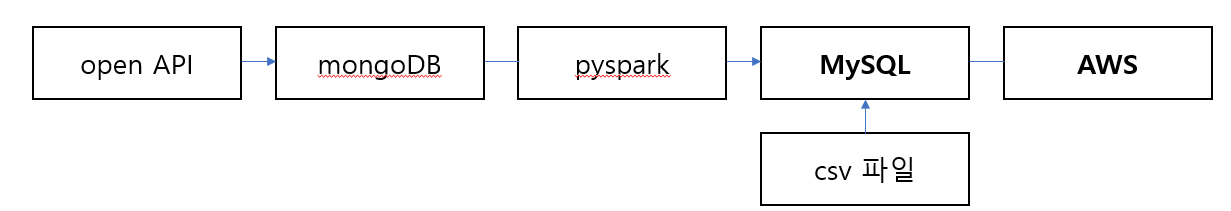 open API
mongoDB
pyspark
MySQL
AWS
csv 파일